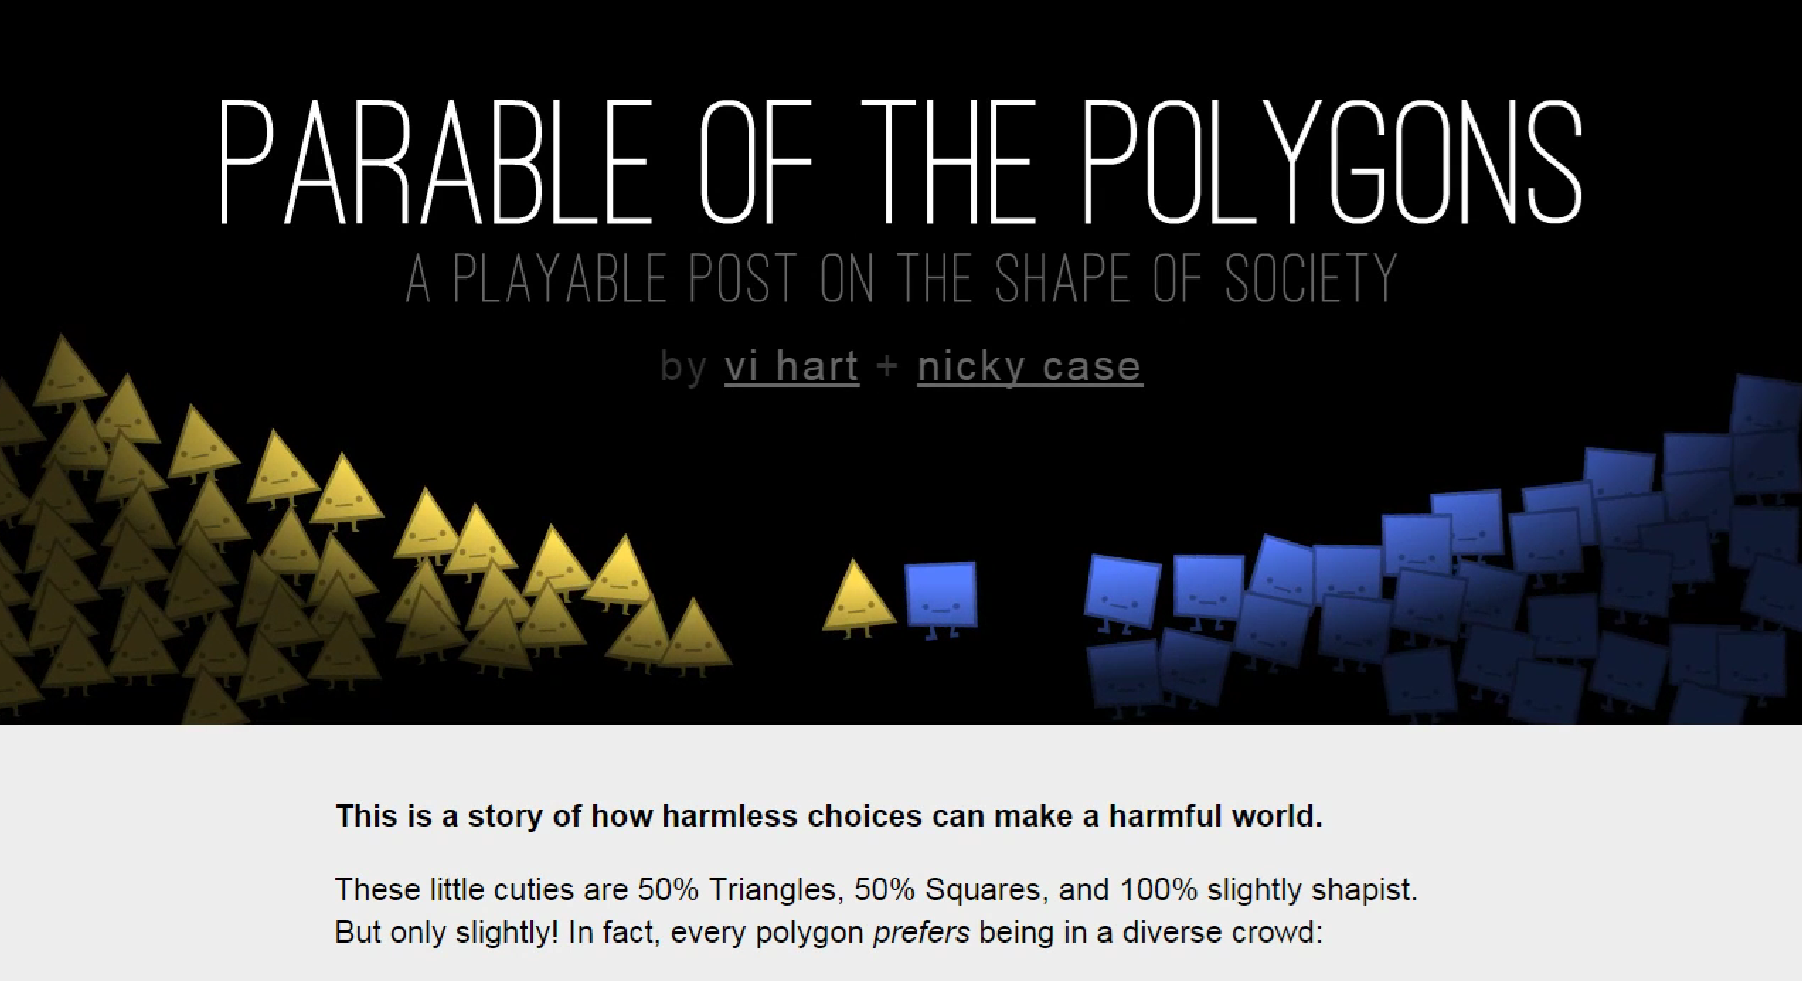 PARABLE OF THE POLYGONS
A PLAYABLE POST ON THE SHAPE OF SOCIETY
by vi hart + nicky case
This is a story of how harmless choices can make a harmful world.
These little cuties are 50% Triangles, 50% Squares, and 100% slightly shapist.
But only slightly! In fact, every polygon prefers being in a diverse crowd: